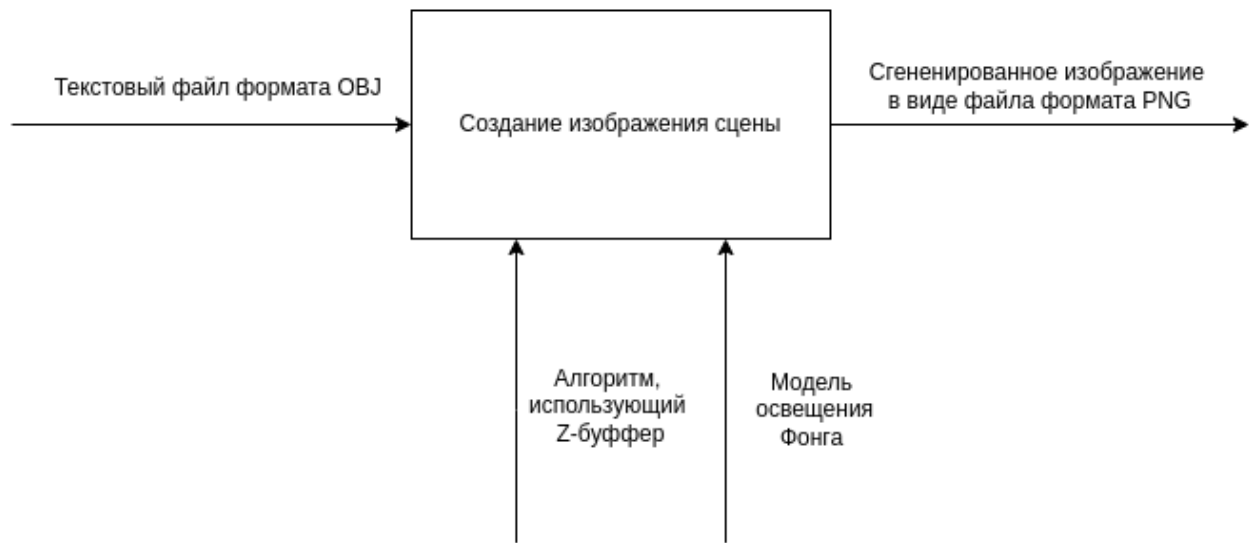 Текстовый файл формата OBJ
Создание изображения сцены
Сгененированное изображение
в виде файла формата PNG
Алгоритм,
использующий
Z-буффер
Модель
освещения
Фонга